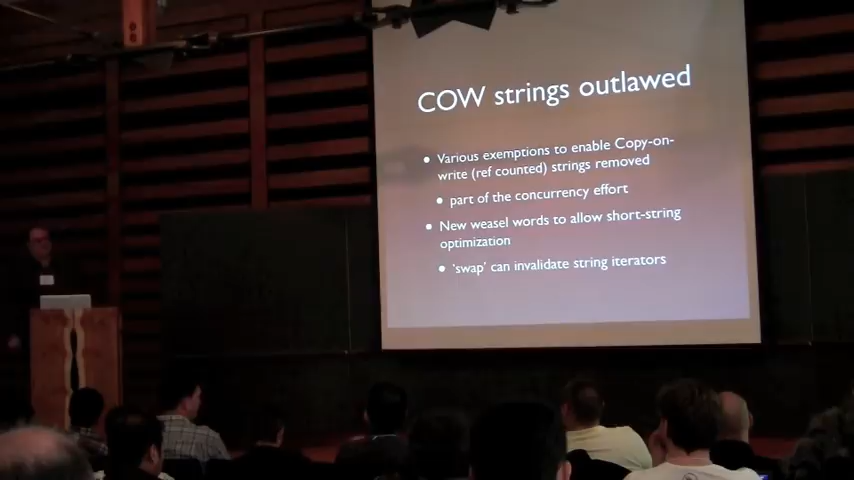 COW strings outlawed
• Various exemptions to enable Copy-on-
write (ref counted) strings removed
• part of the concurrency effort
• New weasel words to allow short-string
optimization
• 'swap' can invalidate string iterators